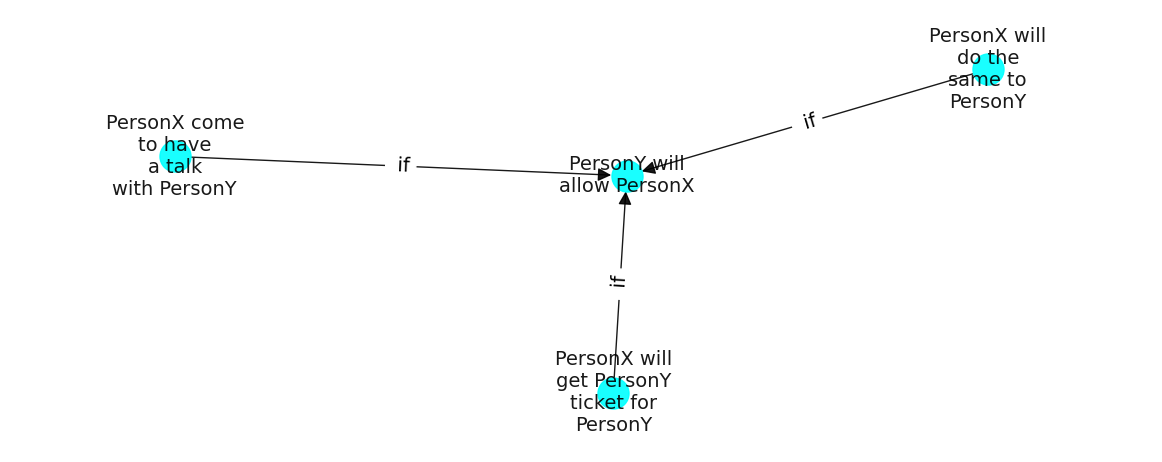 PersonX will
do the
same to
PersonY
PersonX come
to have
a talk
with PersonY
if
if
PersonY will
allow PersonX
if
PersonX will
get PersonY
ticket for
PersonY